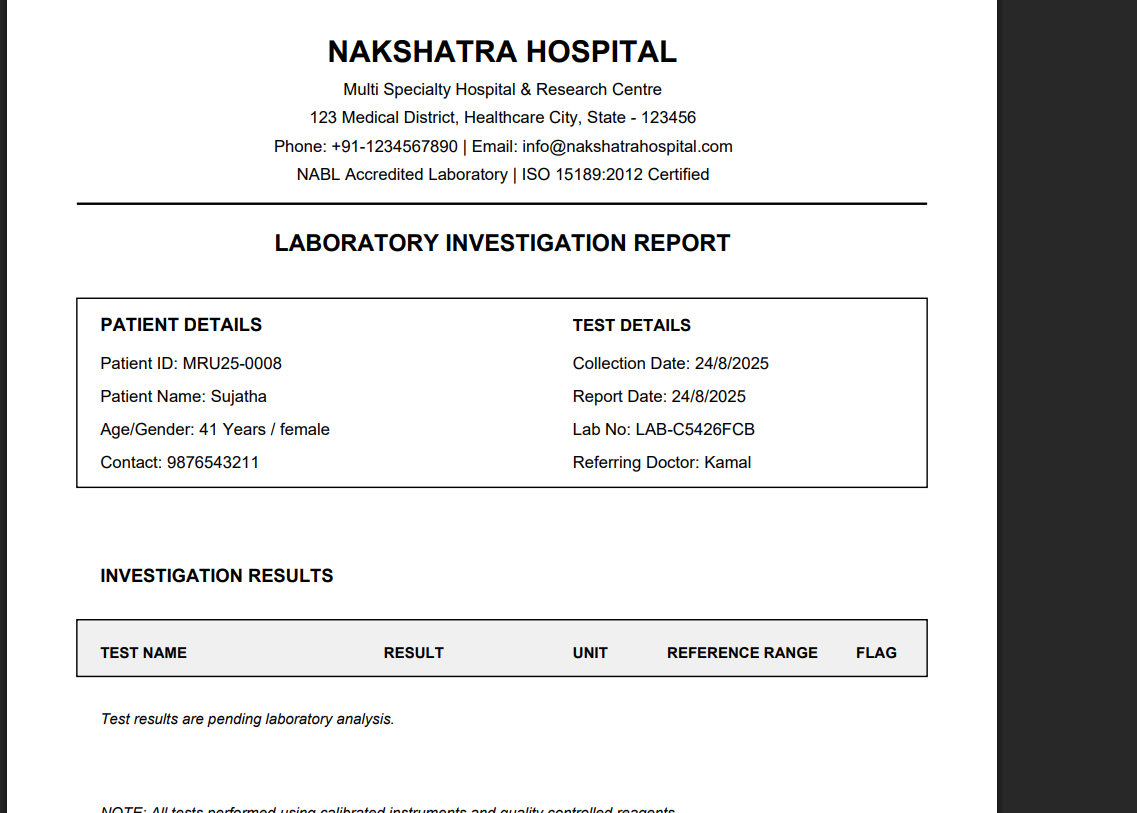 NAKSHATRA HOSPITAL
Multi Specialty Hospital & Research Centre
123 Medical District, Healthcare City, State - 123456
Phone: +91-1234567890 | Email: info@nakshatrahospital.com
NABL Accredited Laboratory | ISO 15189:2012 Certified
LABORATORY INVESTIGATION REPORT
PATIENT DETAILS
Patient ID: MRU25-0008
Patient Name: Sujatha
Age/Gender: 41 Years / female
Contact: 9876543211
TEST DETAILS
Collection Date: 24/8/2025
Report Date: 24/8/2025
Lab No: LAB-C5426FCB
Referring Doctor: Kamal
INVESTIGATION RESULTS
TEST NAME RESULT UNIT REFERENCE RANGE FLAG
Test results are pending laboratory analysis.
NOTE: All tests performed using calibrated instruments and quality controlled reagents.